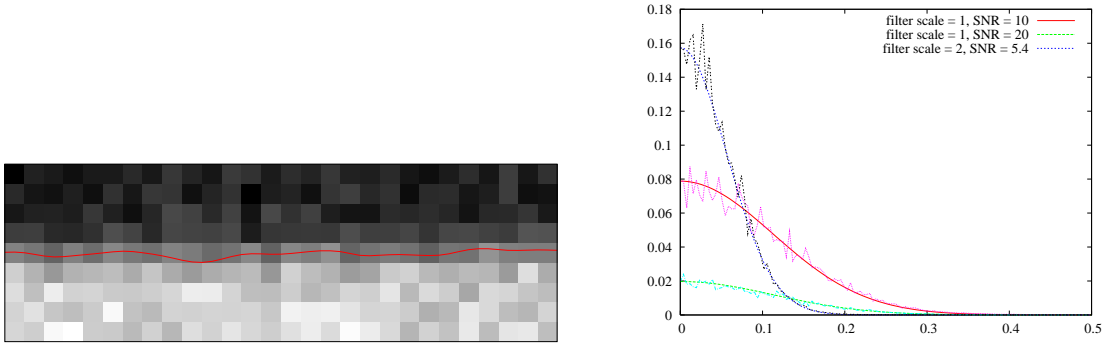 0.18
filter scale = 1, SNR = 10
0.16
filter scale = 1, SNR = 20
filter scale = 2, SNR = 5.4
0.14
0.12
0.1
0.08
0.06
0.04
0.02
0
0 0.1 0.2 0.3 0.4 0.5